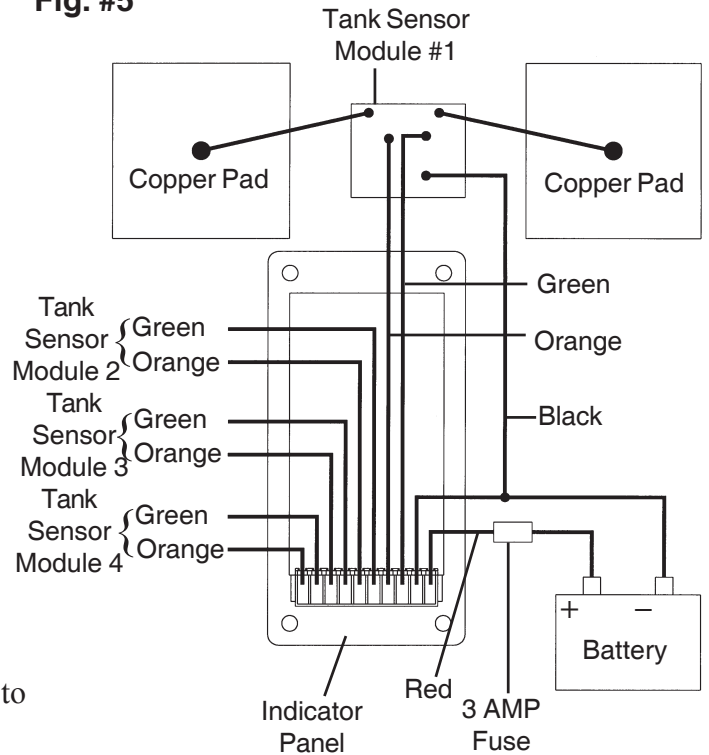 Fig. #5
Tank Sensor
Module #1
Copper Pad
Copper Pad
Green
Orange
Black
Tank
Sensor
Module 2
Green
Orange
Tank
Sensor
Module 3
Green
Orange
Tank
Sensor
Module 4
Green
Orange
+
−
Battery
Red
3 AMP
Fuse
Indicator
Panel
to